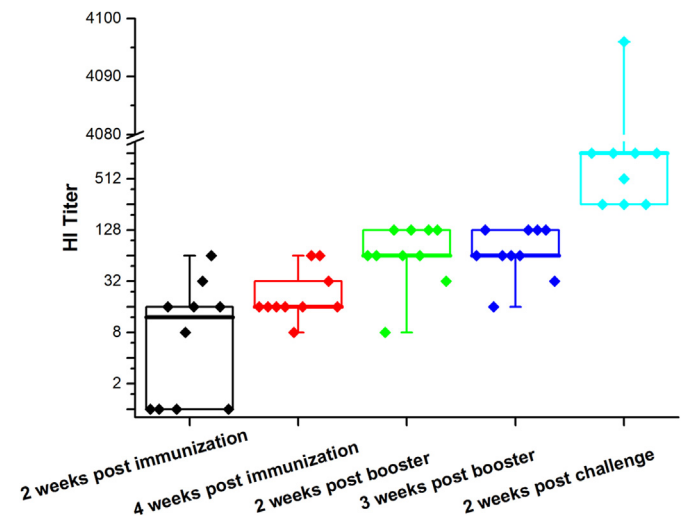 4100
4090
4080
512
128
32
8
2
HI Titer
2 weeks post immunization
4 weeks post immunization
2 weeks post booster
3 weeks post booster
2 weeks post challenge